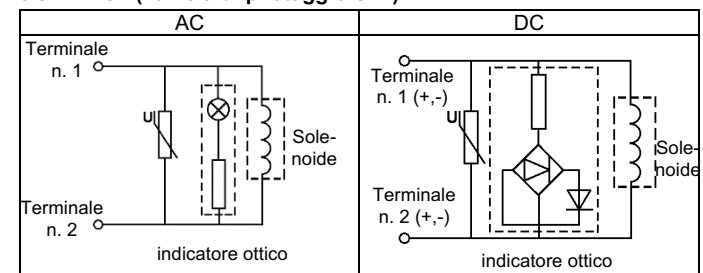 AC
DC
Terminale
n. 1
U
Sole-
noide
Terminale
n. 2
indicatore ottico
Terminale
n. 1 (+,-)
U
Sole-
noide
Terminale
n. 2 (+,-)
indicatore ottico